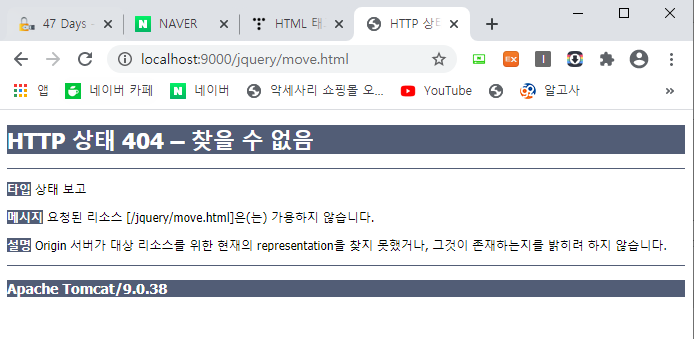 47 Days -
NAVER
HTML 태
HTTP 상태
localhost:9000/jquery/move.html
앱
네이버 카페
네이버
악세사리 쇼핑몰 오...
YouTube
알고사
HTTP 상태 404 – 찾을 수 없음
타입 상태 보고
메시지 요청된 리소스 [/jquery/move.html]은(는) 가용하지 않습니다.
설명 Origin 서버가 대상 리소스를 위한 현재의 representation을 찾지 못했거나, 그것이 존재하는지를 밝히려 하지 않습니다.
Apache Tomcat/9.0.38